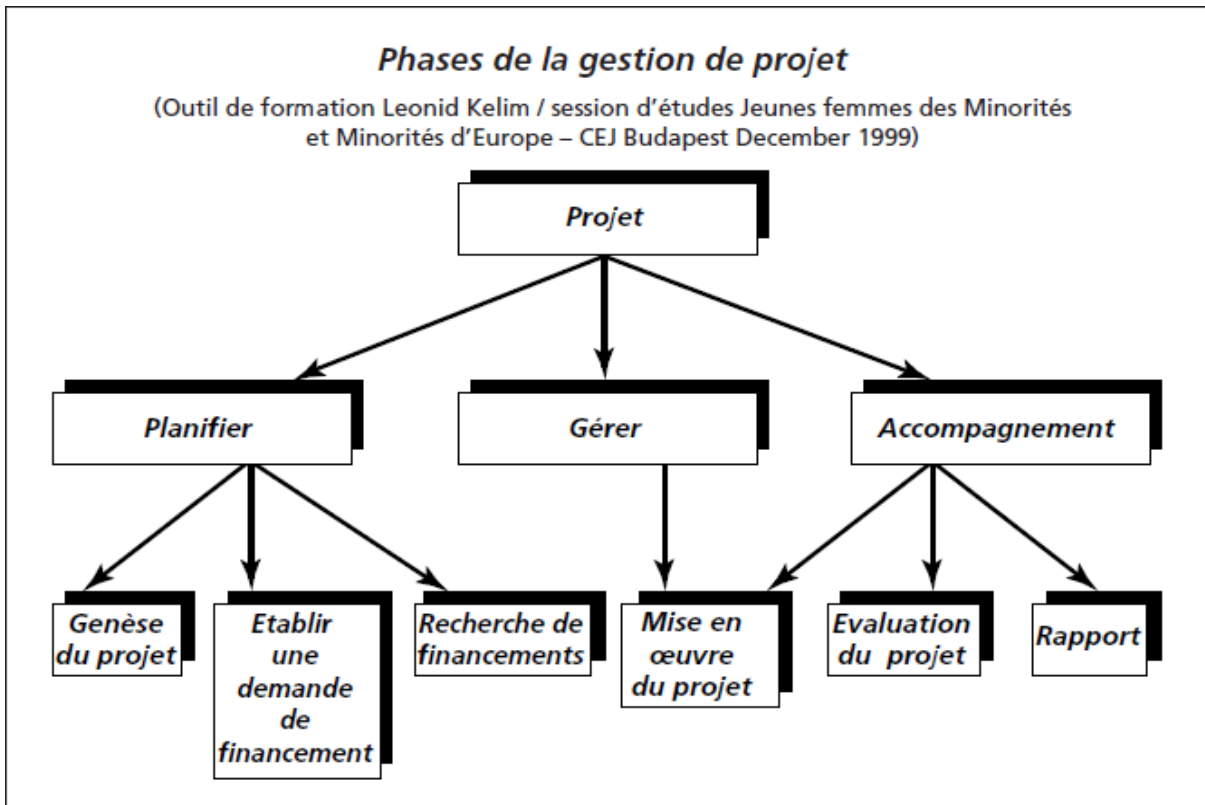 Phases de la gestion de projet
(Outil de formation Leonid Kelim / session d'études Jeunes femmes des Minorités
et Minorités d'Europe – CEJ Budapest December 1999)
Projet
Planifier
Gérer
Accompagnement
Genèse
du projet
Etablir
une
demande
de
financement
Recherche de
financements
Mise en
œuvre
du projet
Evaluation
du projet
Rapport